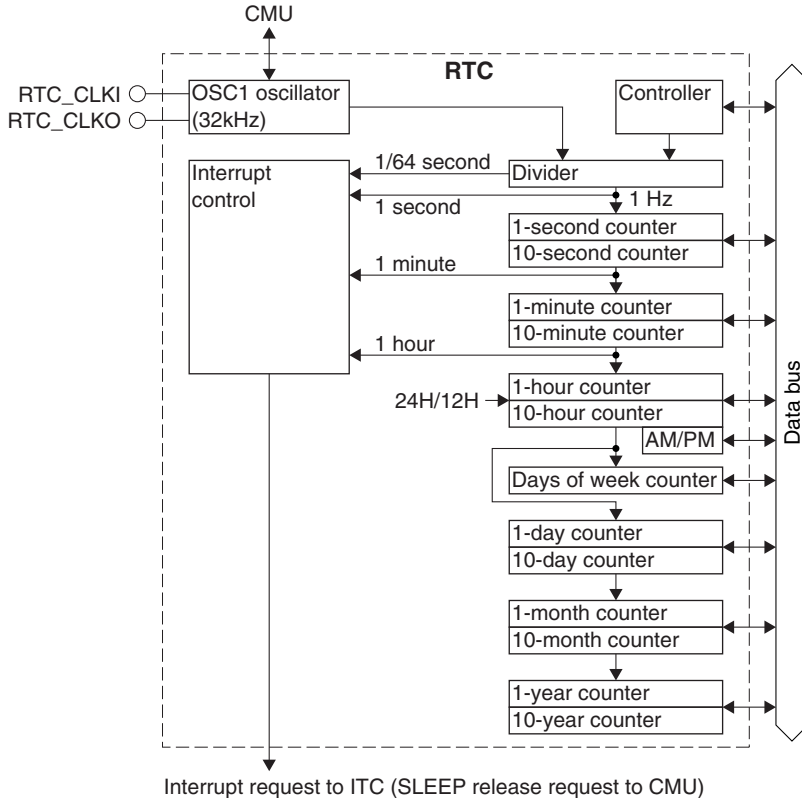 CMU
RTC
RTC_CLKI
RTC_CLKO
OSC1 oscillator
(32kHz)
Controller
Interrupt
control
1/64 second
Divider
1 second
1 Hz
1-second counter
10-second counter
1 minute
1-minute counter
10-minute counter
1 hour
24H/12H
1-hour counter
10-hour counter
AM/PM
Days of week counter
1-day counter
10-day counter
1-month counter
10-month counter
1-year counter
10-year counter
Data bus
Interrupt request to ITC (SLEEP release request to CMU)